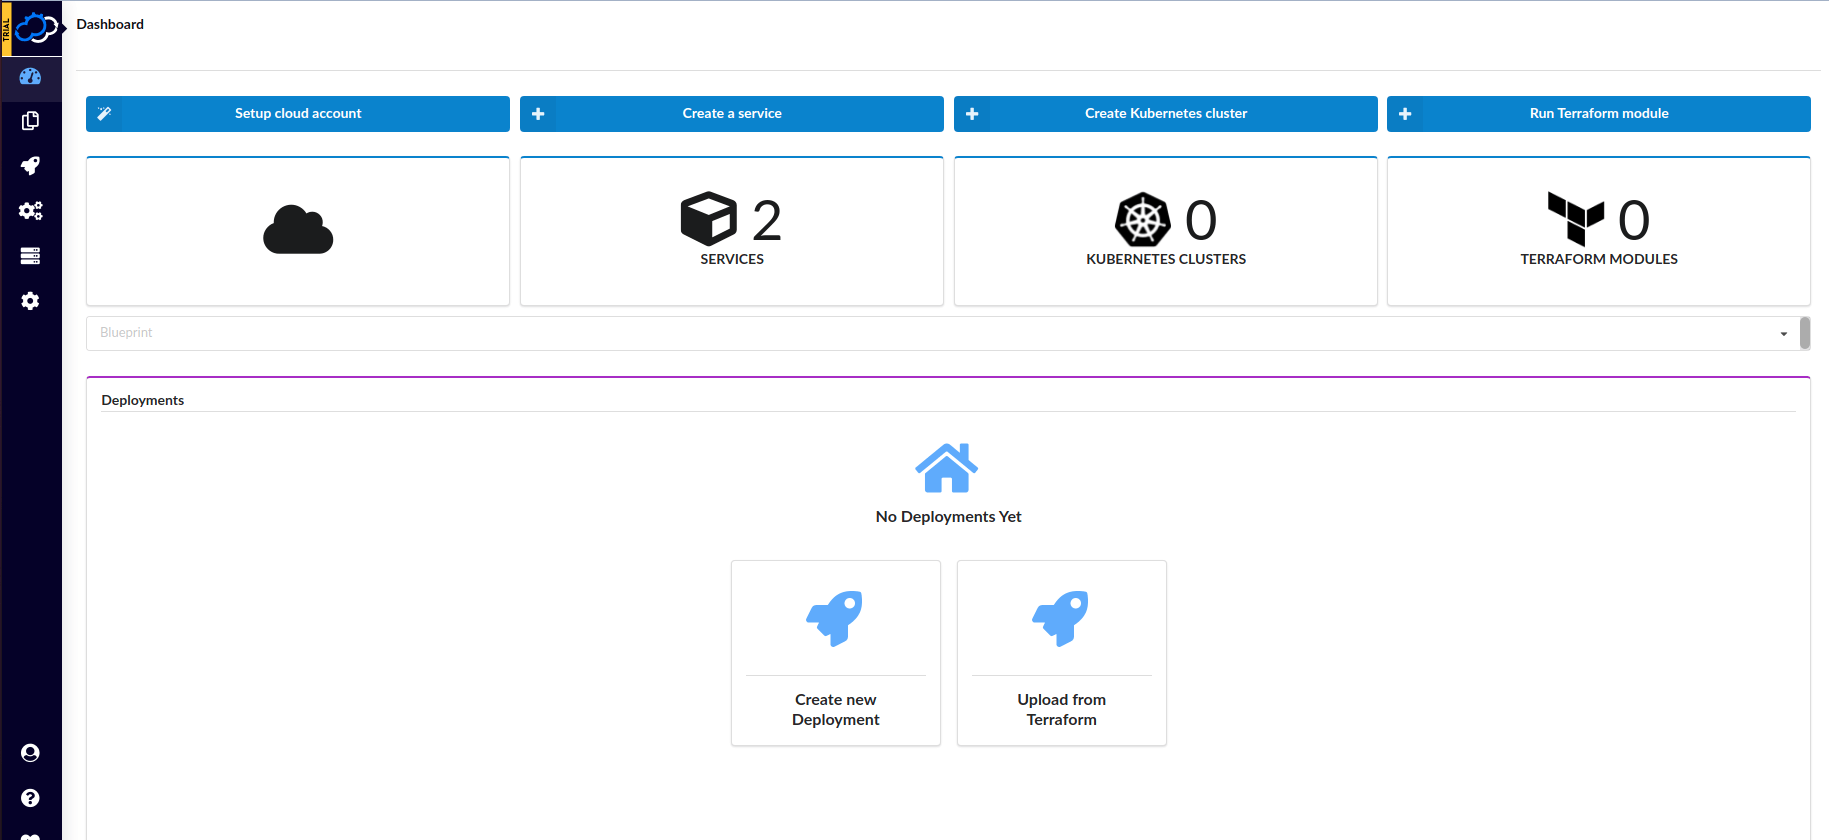 TRIAL
Dashboard
Setup cloud account
Create a service
Create Kubernetes cluster
Run Terraform module
2
SERVICES
0
KUBERNETES CLUSTERS
0
TERRAFORM MODULES
Blueprint
Deployments
No Deployments Yet
Create new
Deployment
Upload from
Terraform